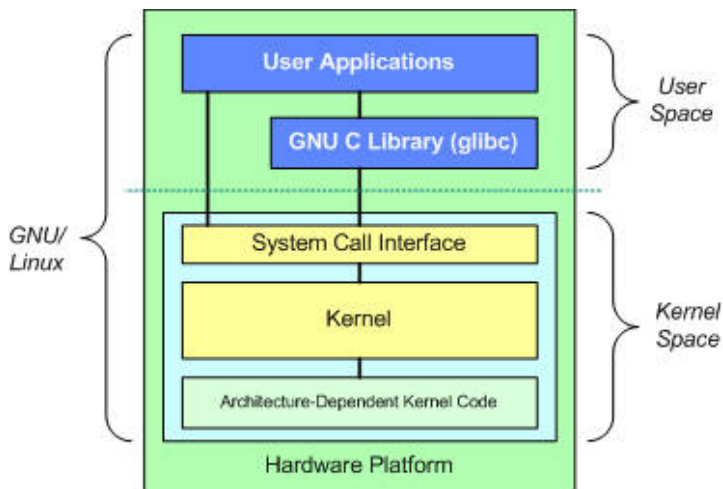 User Applications
GNU C Library (glibc)
User
Space
GNU/
Linux
System Call Interface
Kernel
Architecture-Dependent Kernel Code
Kernel
Space
Hardware Platform